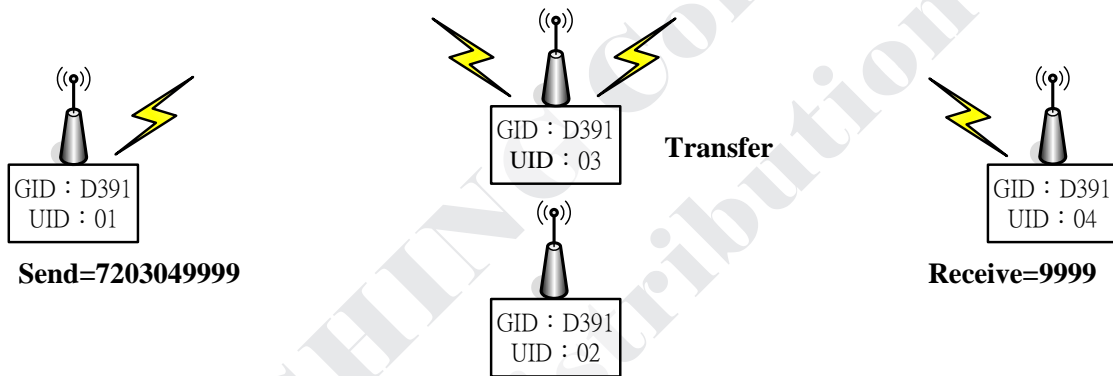 GID：D391
UID：03
Transfer
GID：D391
UID：01
Send=7203049999
GID：D391
UID：04
Receive=9999
GID：D391
UID：02